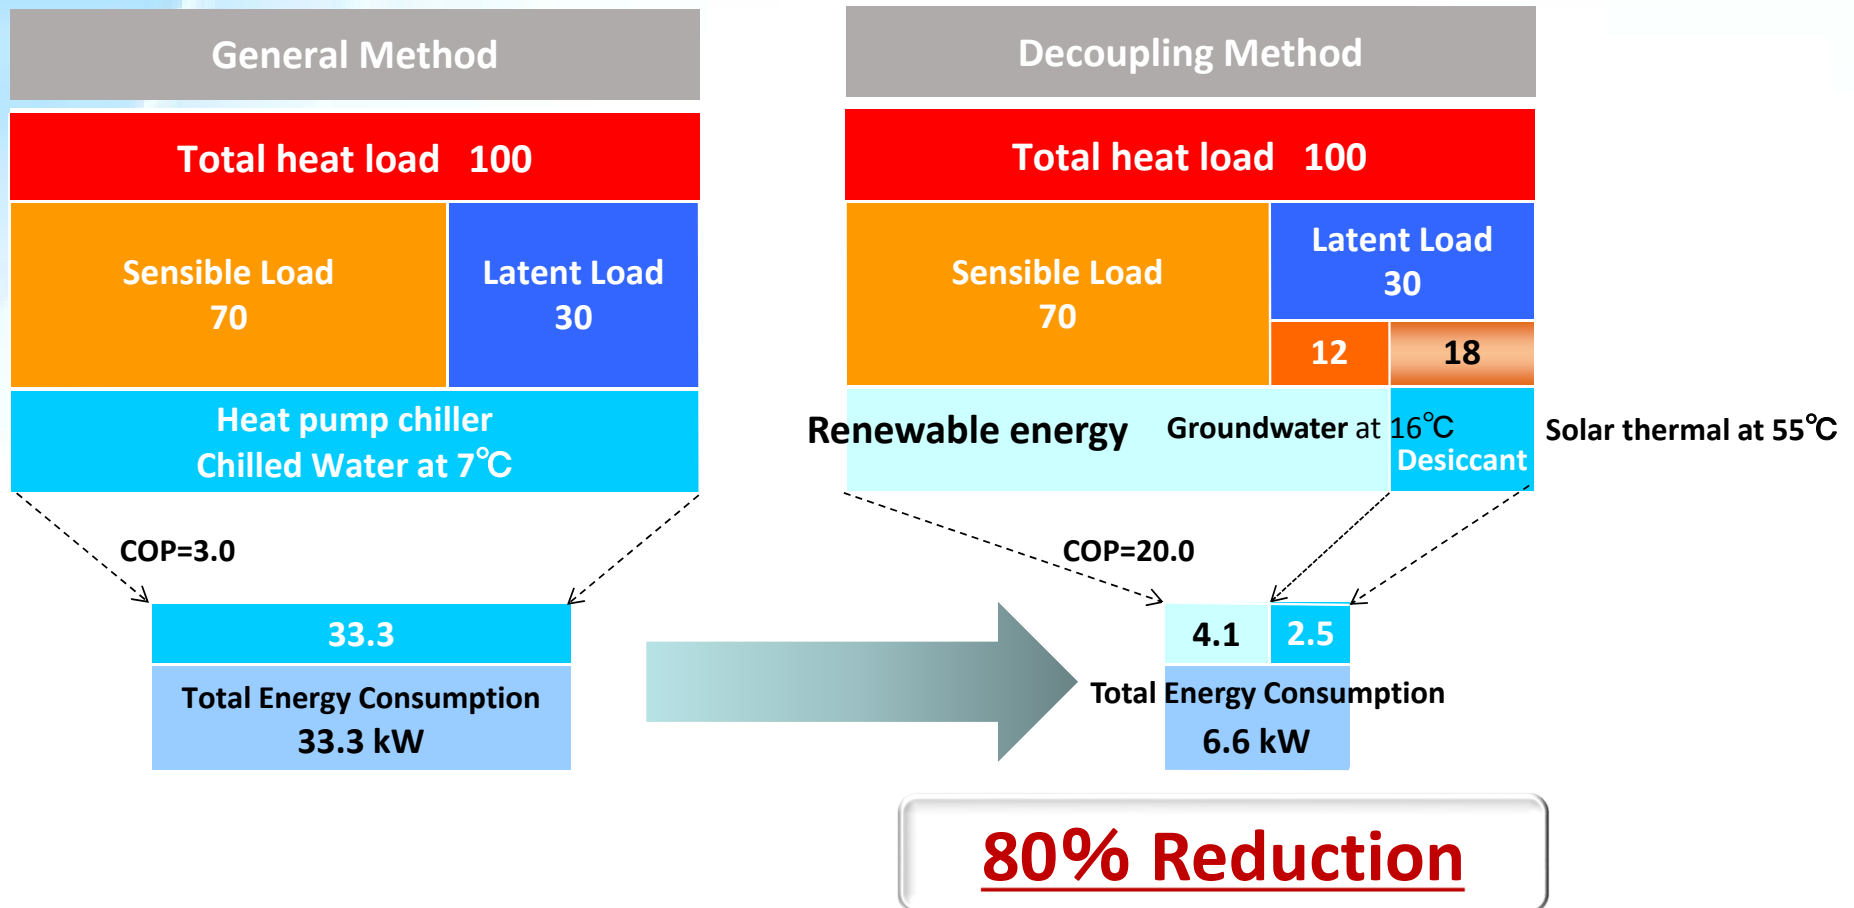 General Method
Total heat load 100
Sensible Load
70
Latent Load
30
Heat pump chiller
Chilled Water at 7℃
COP=3.0
33.3
Total Energy Consumption
33.3 kW
Decoupling Method
Total heat load 100
Sensible Load
70
Latent Load
30
12
18
Renewable energy
Groundwater at 16℃
Desiccant
Solar thermal at 55℃
COP=20.0
4.1
2.5
Total Energy Consumption
6.6 kW
80% Reduction